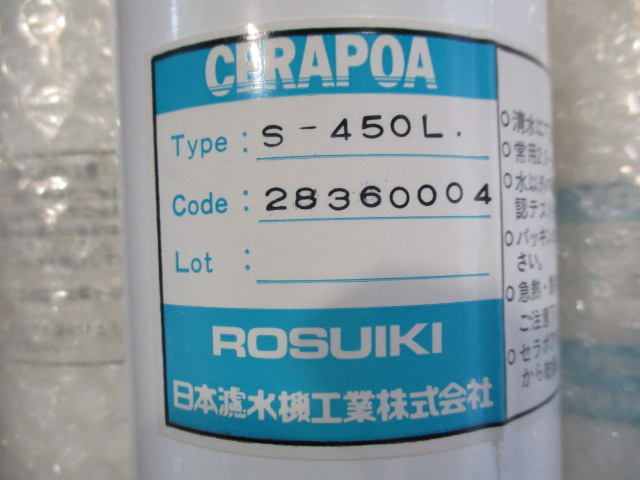 CERAPOA
Type : S-450L.
Code : 28360004
Lot :
ROSUIKI
日本濾水機工業株式会社
○清水に
○常用
○水以外
認テス
○パッキン
さい。
○急熱・
ご注意
○セラポ
から